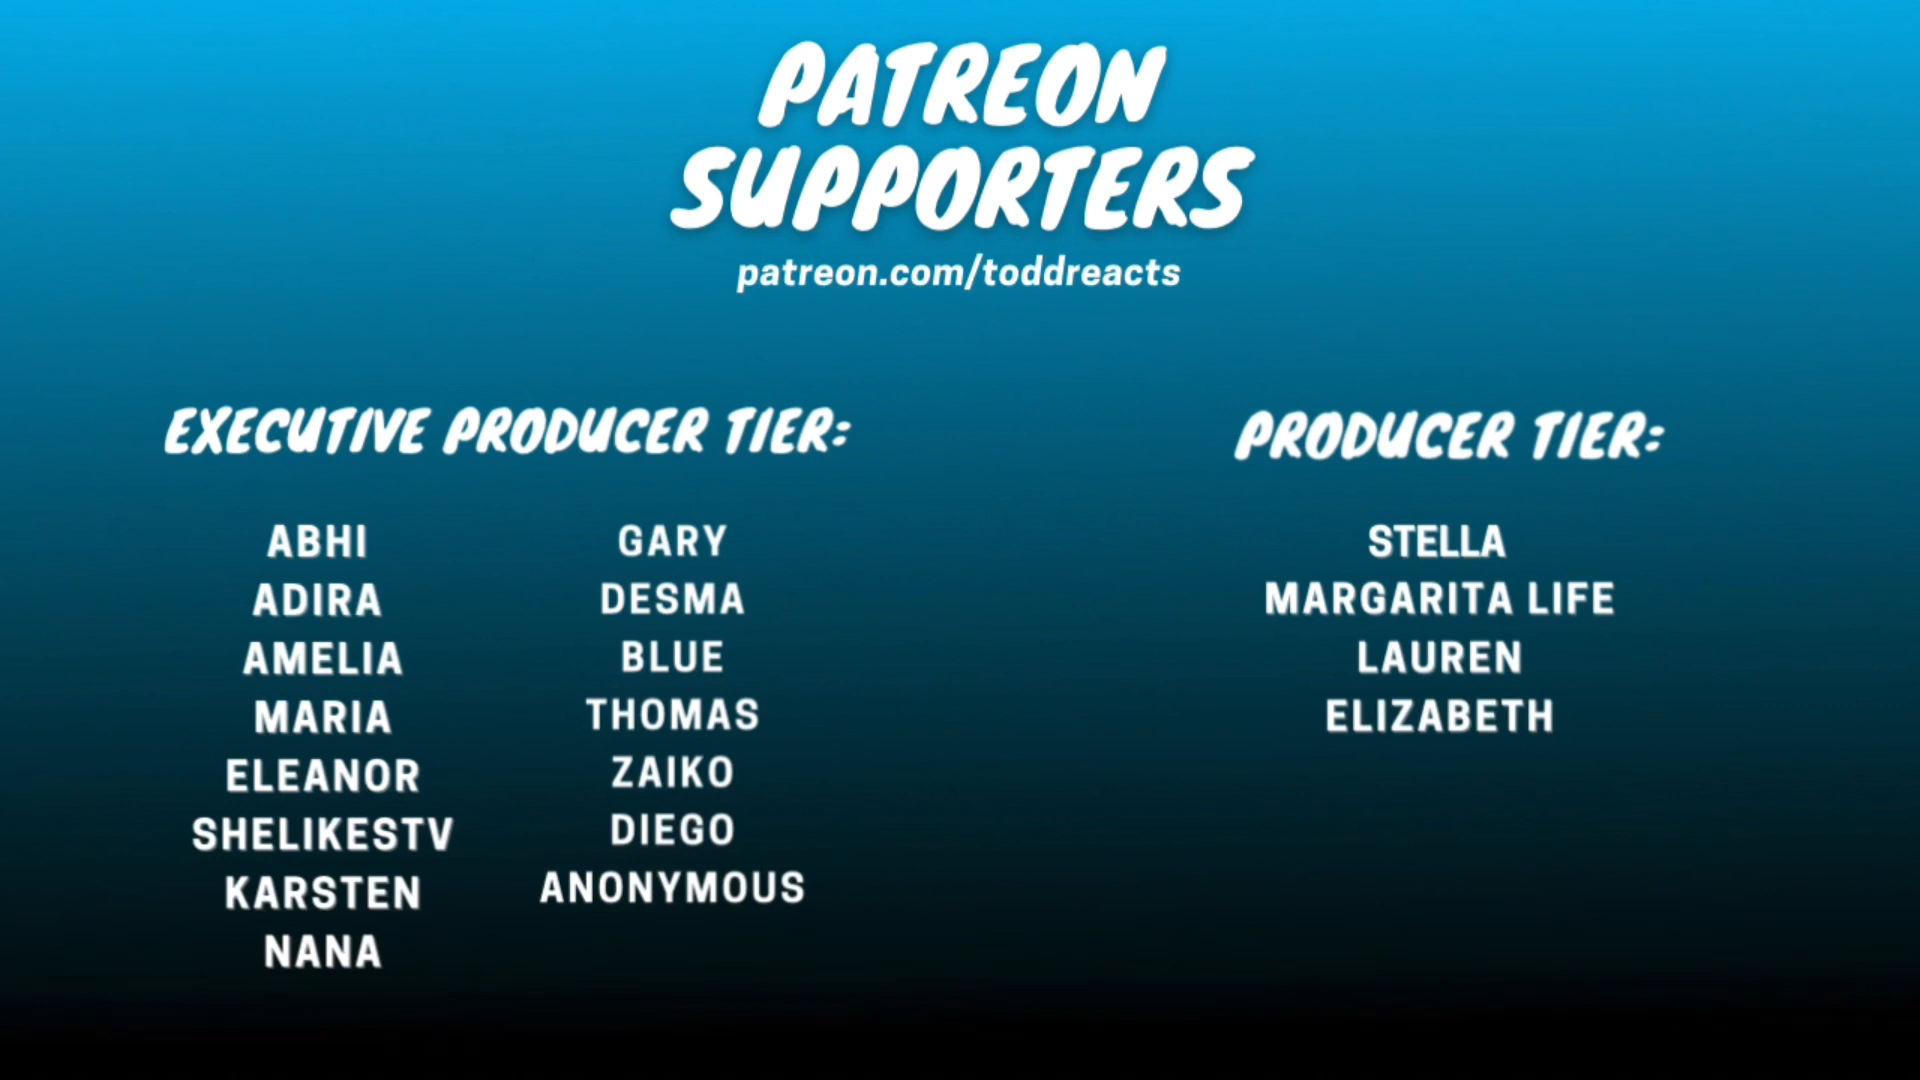 PATREON
SUPPORTERS
patreon.com/toddreacts
EXECUTIVE PRODUCER TIER:
ABHI
ADIRA
AMELIA
MARIA
ELEANOR
SHELIKESTV
KARSTEN
NANA
GARY
DESMA
BLUE
THOMAS
ZAIKO
DIEGO
ANONYMOUS
PRODUCER TIER:
STELLA
MARGARITA LIFE
LAUREN
ELIZABETH